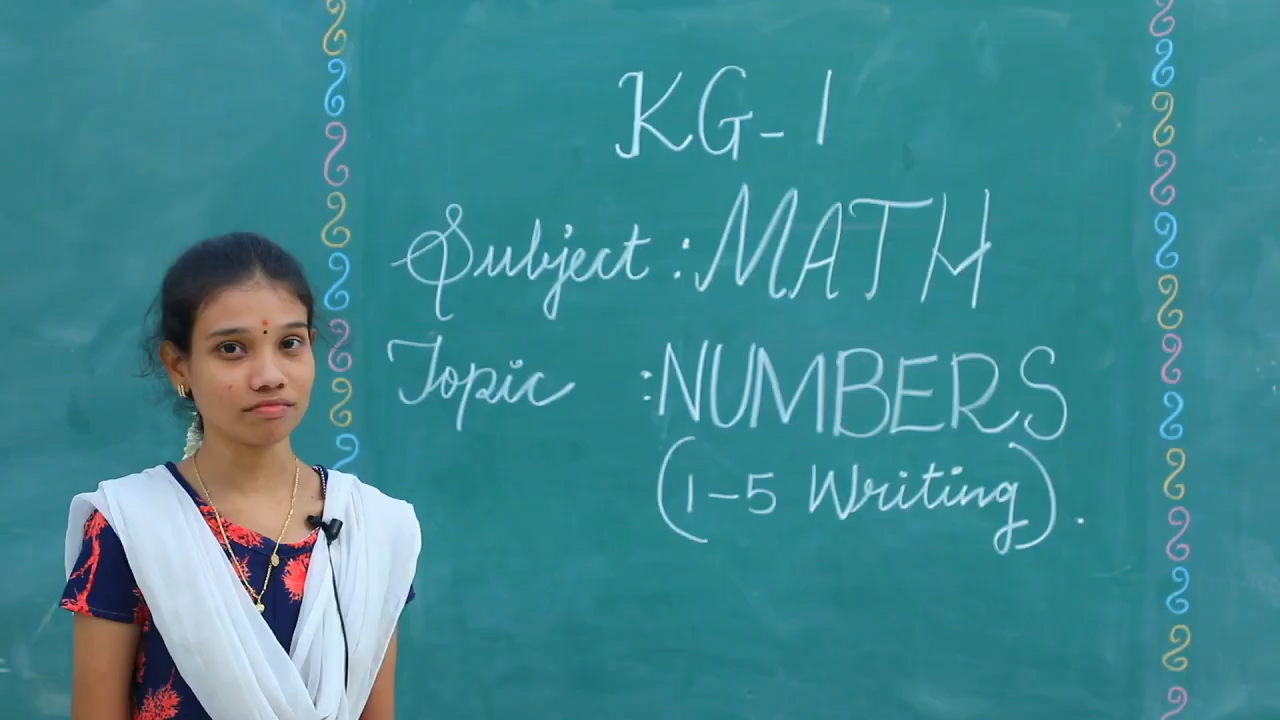 KG-1
Subject : MATH
Topic : NUMBERS
(1-5 Writing).